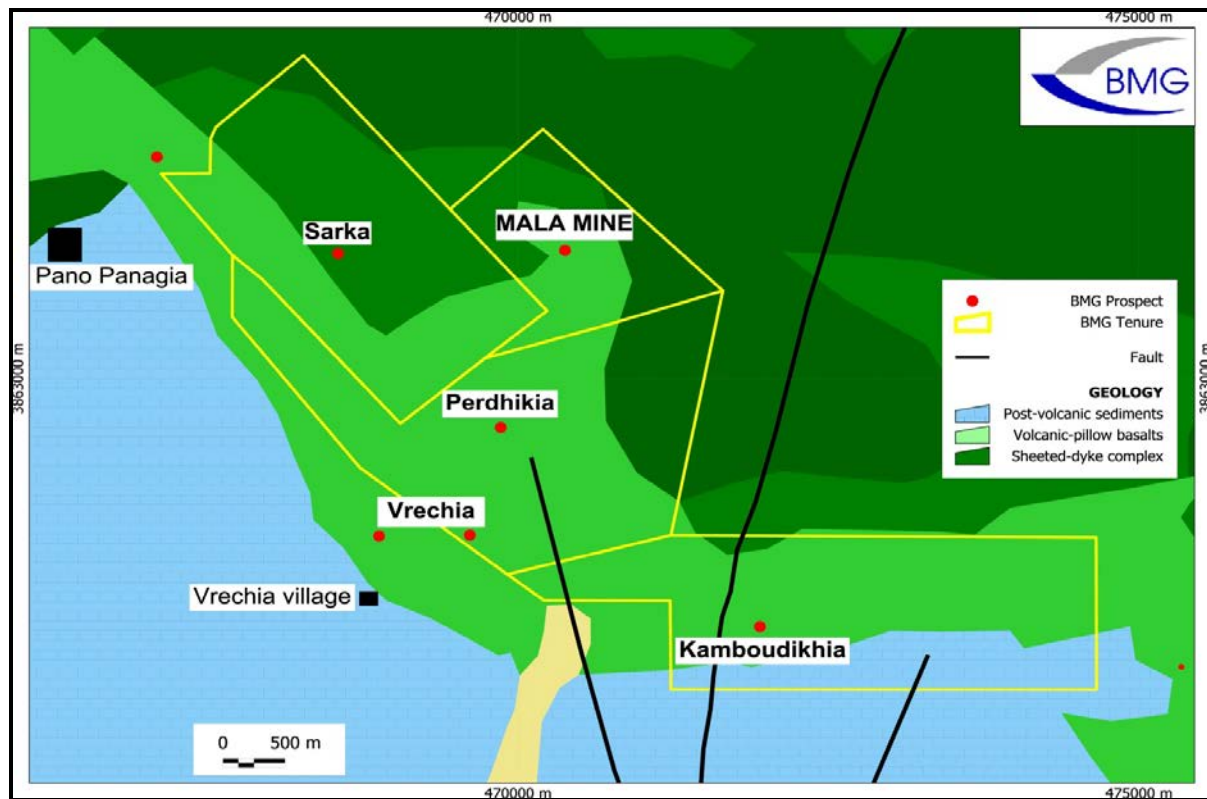 470000 m
475000 m
BMG
Sarka
MALA MINE
Pano Panagia
BMG Prospect
BMG Tenure
Fault
GEOLOGY
Post-volcanic sediments
Volcanic-pillow basalts
Sheeted-dyke complex
3863000 m
3863000 m
Perdhikia
Vrechia
Vrechia village
Kamboudikhia
0 500 m
470000 m
475000 m